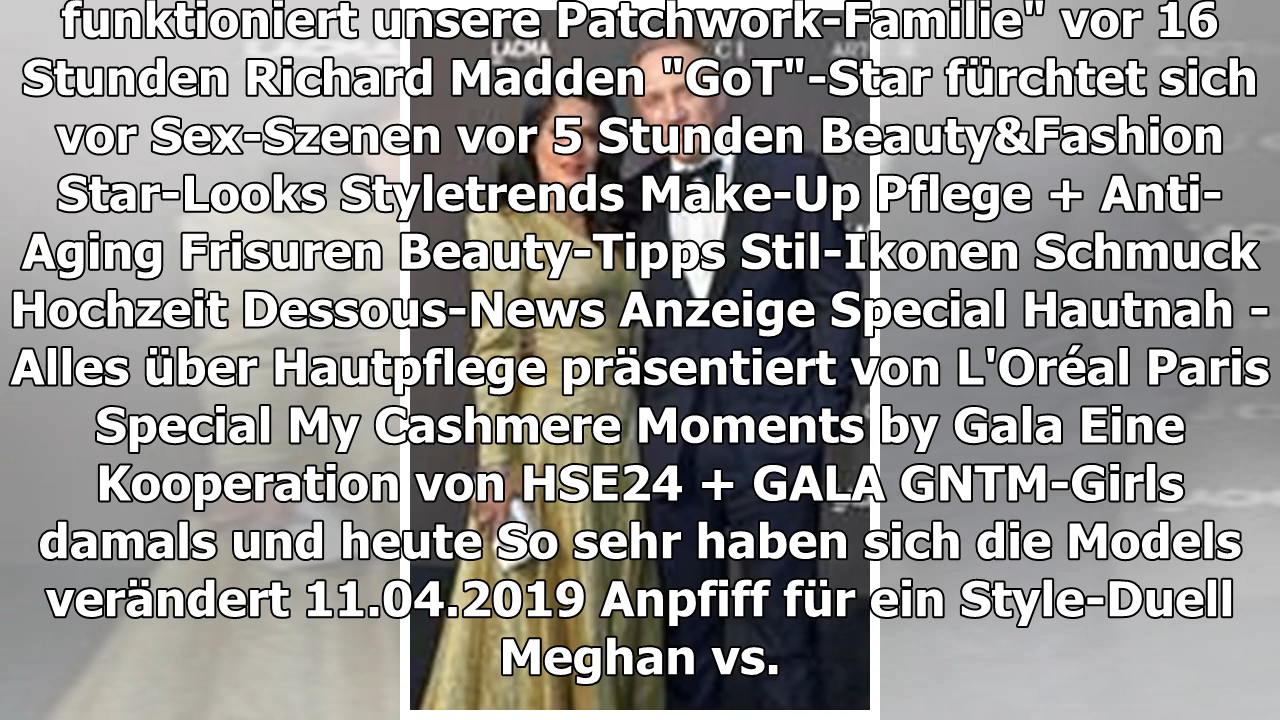 funktioniert unsere Patchwork-Familie" vor 16
Stunden Richard Madden "GoT"-Star fürchtet sich
vor Sex-Szenen vor 5 Stunden Beauty&Fashion
Star-Looks Styletrends Make-Up Pflege + Anti-
Aging Frisuren Beauty-Tipps Stil-Ikonen Schmuck
Hochzeit Dessous-News Anzeige Special Hautnah -
Alles über Hautpflege präsentiert von L'Oréal Paris
Special My Cashmere Moments by Gala Eine
Kooperation von HSE24 + GALA GNTM-Girls
damals und heute So sehr haben sich die Models
verändert 11.04.2019 Anpfiff für ein Style-Duell
Meghan vs.
LACMA